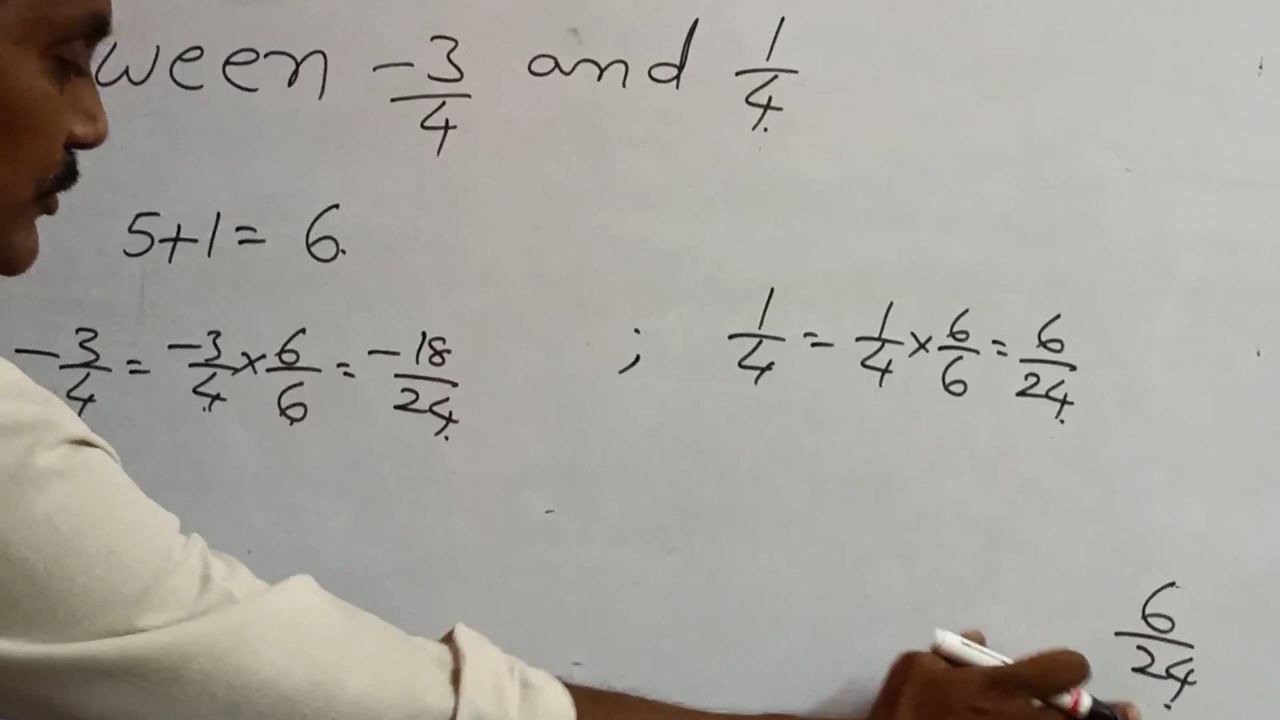 ween -3/4 and 1/4
5+1= 6
-3/4 = -3/4 × 6/6 = -18/24 ; 1/4 = 1/4 × 6/6 = 6/24
6/24